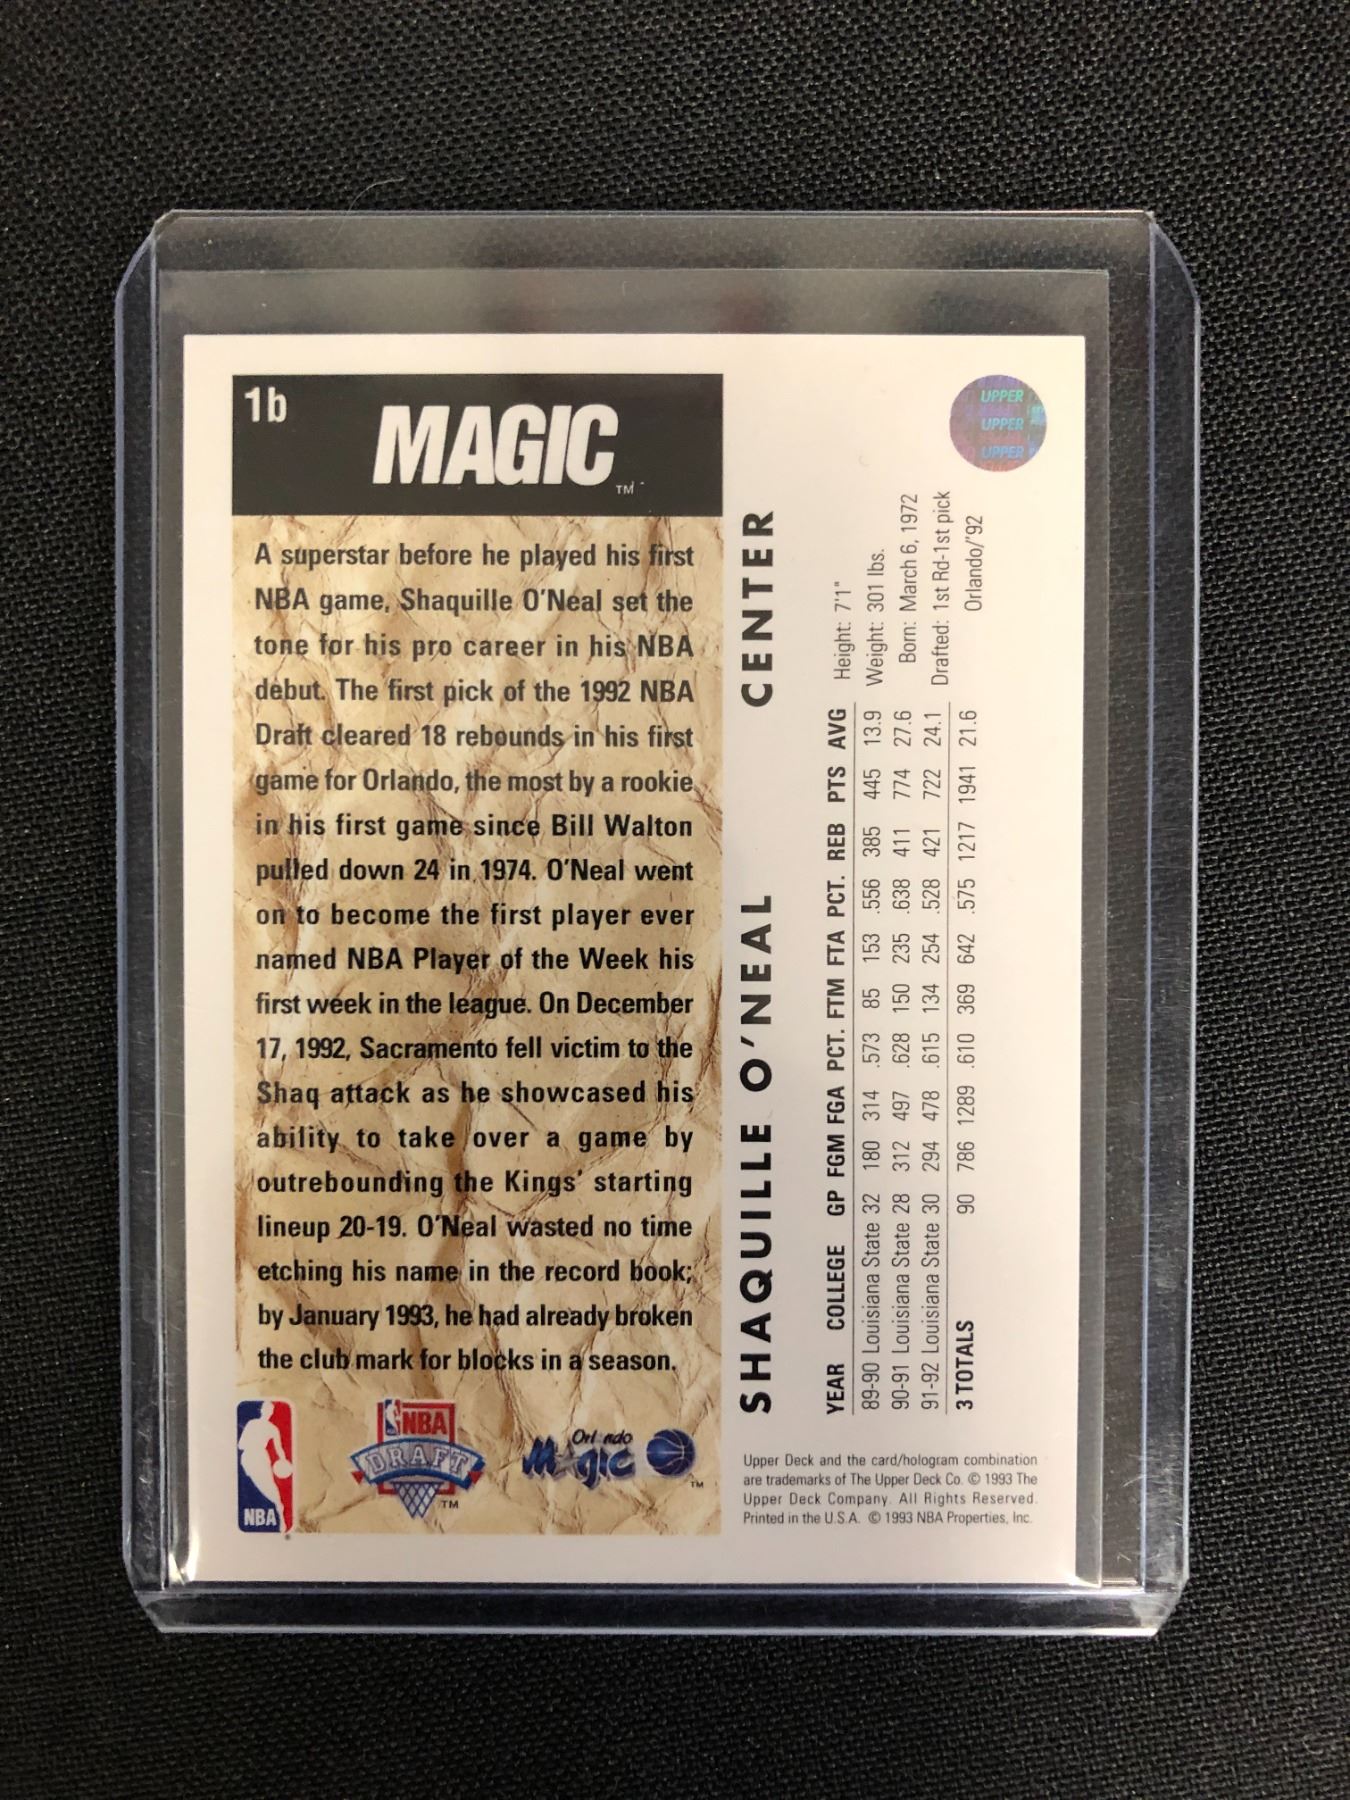 1b
MAGIC
TM
A superstar before he played his first
NBA game, Shaquille O'Neal set the
tone for his pro career in his NBA
debut. The first pick of the 1992 NBA
Draft cleared 18 rebounds in his first
game for Orlando, the most by a rookie
in his first game since Bill Walton
pulled down 24 in 1974. O'Neal went
on to become the first player ever
named NBA Player of the Week his
first week in the league. On December
17, 1992, Sacramento fell victim to the
Shaq attack as he showcased his
ability to take over a game by
outrebounding the Kings' starting
lineup 20-19. O'Neal wasted no time
etching his name in the record book;
by January 1993, he had already broken
the club mark for blocks in a season.
NBA
NBA
DRAFT
TM
Orlando
Magic
TM
UPPER
UPPER
UPPER
SHAQUILLE O'NEAL CENTER
Height: 7'1"
Weight: 301 lbs.
Born: March 6, 1972
Drafted: 1st Rd-1st pick
Orlando/'92
YEAR COLLEGE GP FGM FGA PCT. FTM FTA PCT. REB PTS AVG
89-90 Louisiana State 32 180 314 .573 85 153 .556 385 445 13.9
90-91 Louisiana State 28 312 497 .628 150 235 .638 411 774 27.6
91-92 Louisiana State 30 294 478 .615 134 254 .528 421 722 24.1
3 TOTALS 90 786 1289 .610 369 642 .575 1217 1941 21.6
Upper Deck and the card/hologram combination
are trademarks of The Upper Deck Co. © 1993 The
Upper Deck Company. All Rights Reserved.
Printed in the U.S.A. © 1993 NBA Properties, Inc.